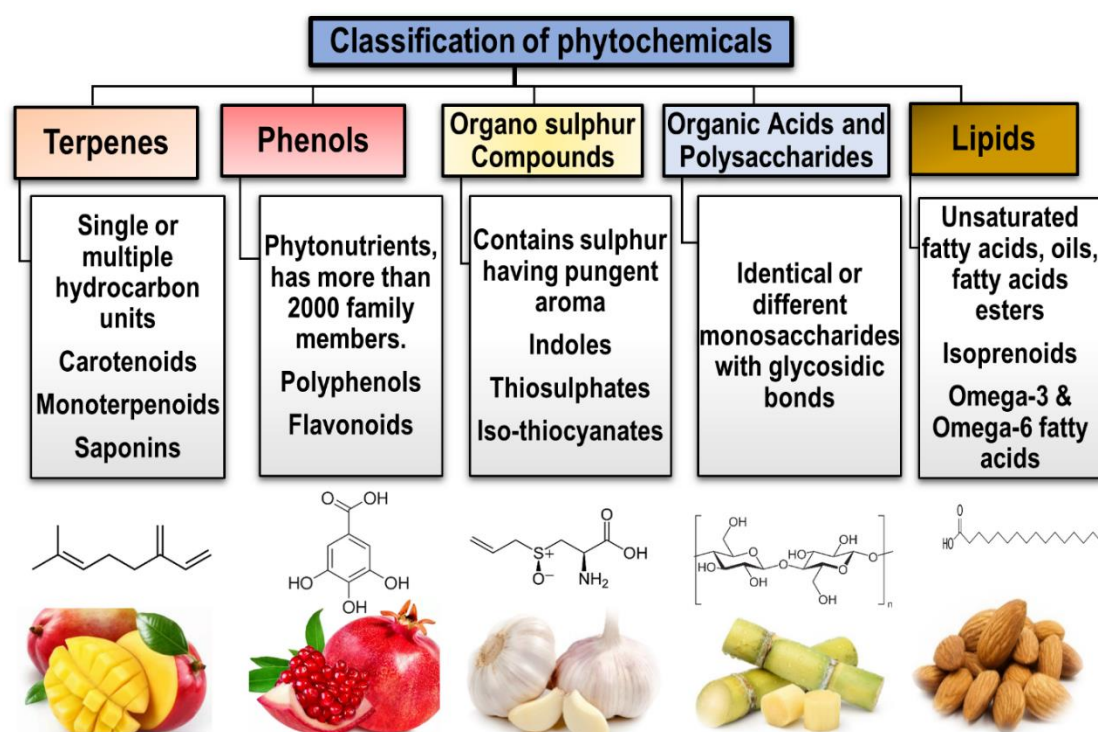 Classification of phytochemicals
Terpenes
Single or
multiple
hydrocarbon
units
Carotenoids
Monoterpenoids
Saponins
Phenols
Phytonutrients,
has more than
2000 family
members.
Polyphenols
Flavonoids
Organo sulphur
Compounds
Contains sulphur
having pungent
aroma
Indoles
Thiosulphates
Iso-thiocyanates
Organic Acids and
Polysaccharides
Identical or
different
monosaccharides
with glycosidic
bonds
Lipids
Unsaturated
fatty acids, oils,
fatty acids
esters
Isoprenoids
Omega-3 &
Omega-6 fatty
acids
O
OH
HO
OH
OH
O
S+
OH
O−
NH2
OH
OH
OH
O
O
O
HO
O
HO
OH
OH
n
O
HO